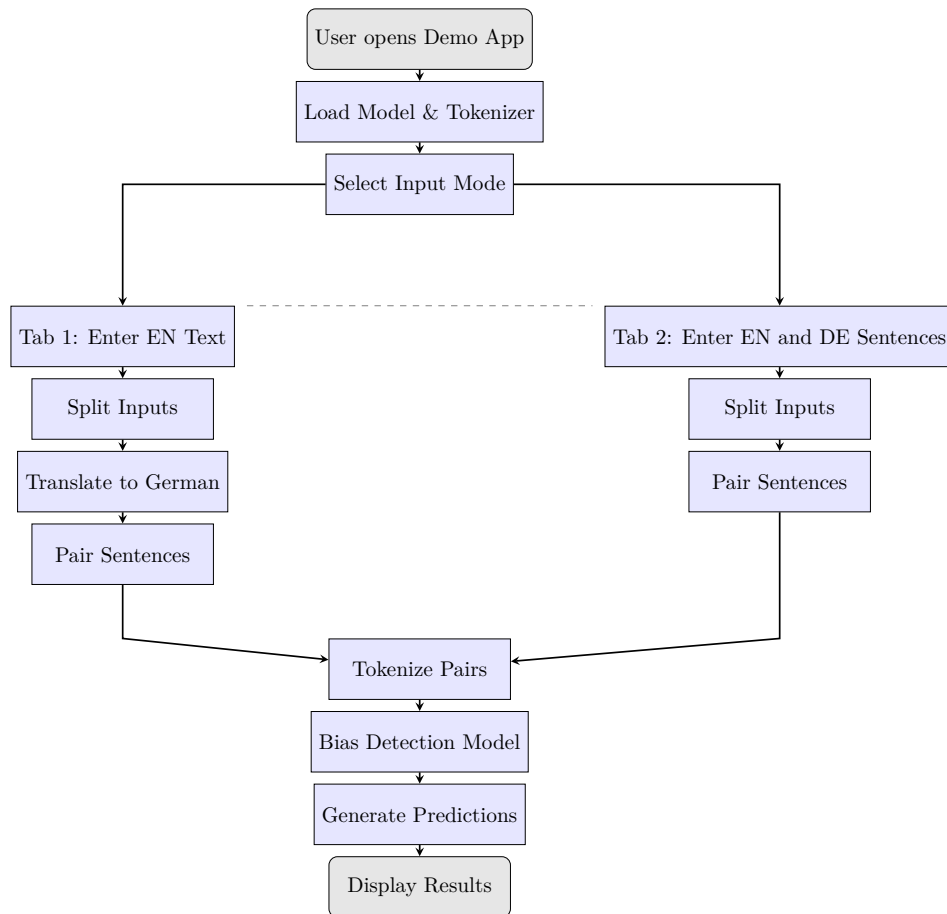 User opens Demo App
Load Model & Tokenizer
Select Input Mode
Tab 1: Enter EN Text
Split Inputs
Translate to German
Pair Sentences
Tab 2: Enter EN and DE Sentences
Split Inputs
Pair Sentences
Tokenize Pairs
Bias Detection Model
Generate Predictions
Display Results